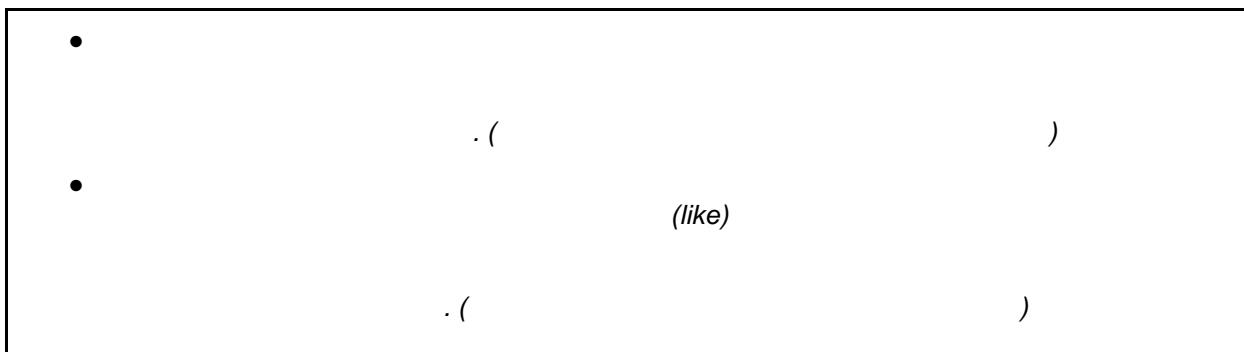 •
. ( )
•
(like)
. ( )